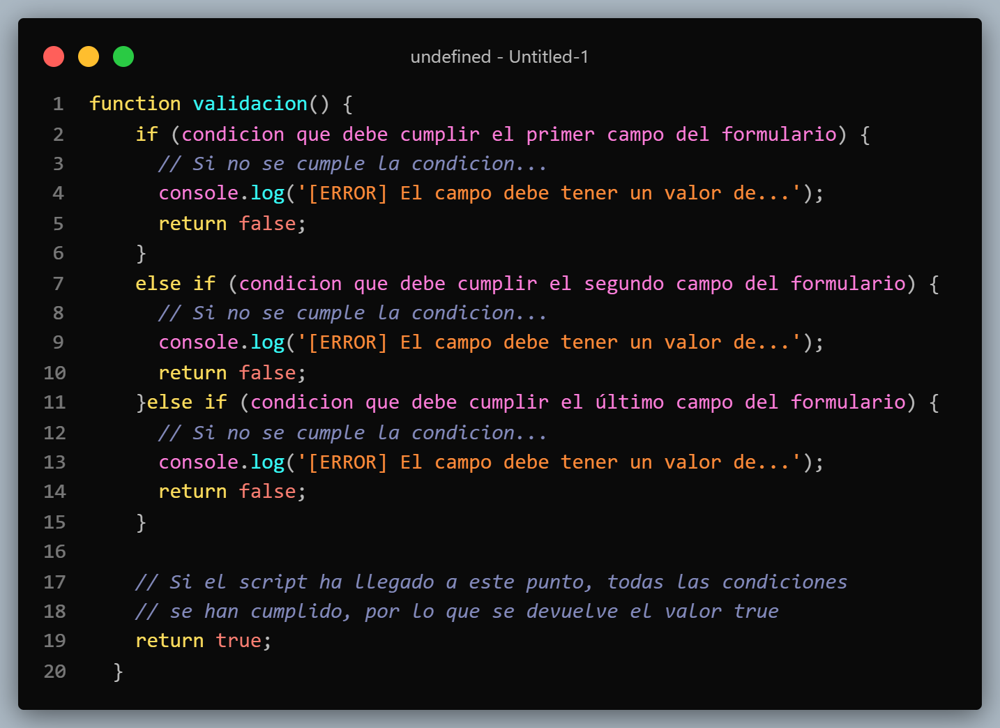 undefined - Untitled-1
1 function validacion() {
2 if (condicion que debe cumplir el primer campo del formulario) {
3 // Si no se cumple la condicion...
4 console.log('[ERROR] El campo debe tener un valor de...');
5 return false;
6 }
7 else if (condicion que debe cumplir el segundo campo del formulario) {
8 // Si no se cumple la condicion...
9 console.log('[ERROR] El campo debe tener un valor de...');
10 return false;
11 }else if (condicion que debe cumplir el último campo del formulario) {
12 // Si no se cumple la condicion...
13 console.log('[ERROR] El campo debe tener un valor de...');
14 return false;
15 }
16
17 // Si el script ha llegado a este punto, todas las condiciones
18 // se han cumplido, por lo que se devuelve el valor true
19 return true;
20 }